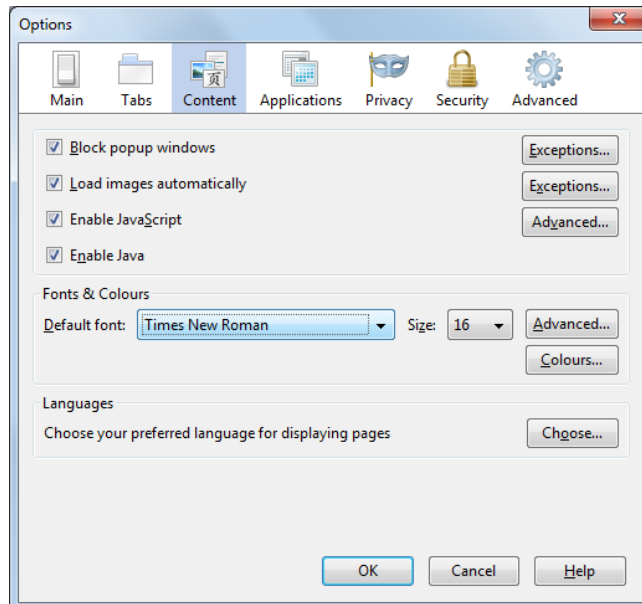 Options
Main Tabs Content Applications Privacy Security Advanced
页
Block popup windows Exceptions...
Load images automatically Exceptions...
Enable JavaScript Advanced...
Enable Java
Fonts & Colours
Default font: Times New Roman Size: 16 Advanced...
Colours...
Languages
Choose your preferred language for displaying pages Choose...
OK Cancel Help